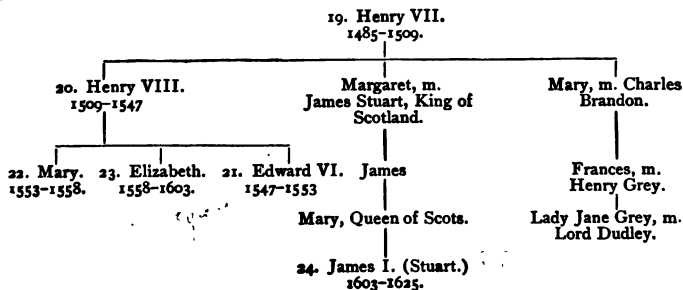 19. Henry VII.
1485-1509.
20. Henry VIII.
1509-1547
Margaret, m.
James Stuart, King of
Scotland.
Mary, m. Charles
Brandon.
22. Mary.
1553-1558.
23. Elizabeth.
1558-1603.
21. Edward VI.
1547-1553
James
Frances, m.
Henry Grey.
Mary, Queen of Scots.
Lady Jane Grey, m.
Lord Dudley.
24. James I. (Stuart.)
1603-1625.